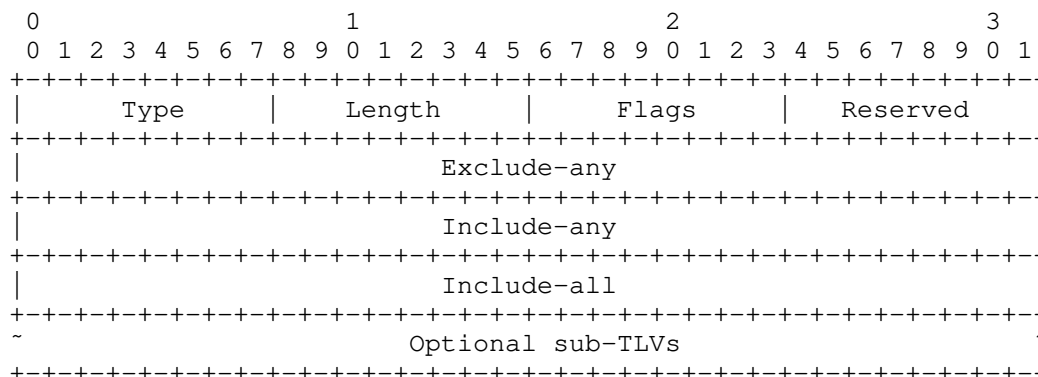 0                   1                   2                   3
 0 1 2 3 4 5 6 7 8 9 0 1 2 3 4 5 6 7 8 9 0 1 2 3 4 5 6 7 8 9 0 1
+-+-+-+-+-+-+-+-+-+-+-+-+-+-+-+-+-+-+-+-+-+-+-+-+-+-+-+-+-+-+-+-
|      Type     |    Length     |      Flags    |   Reserved
+-+-+-+-+-+-+-+-+-+-+-+-+-+-+-+-+-+-+-+-+-+-+-+-+-+-+-+-+-+-+-+-
|                          Exclude-any
+-+-+-+-+-+-+-+-+-+-+-+-+-+-+-+-+-+-+-+-+-+-+-+-+-+-+-+-+-+-+-+-
|                          Include-any
+-+-+-+-+-+-+-+-+-+-+-+-+-+-+-+-+-+-+-+-+-+-+-+-+-+-+-+-+-+-+-+-
|                          Include-all
+-+-+-+-+-+-+-+-+-+-+-+-+-+-+-+-+-+-+-+-+-+-+-+-+-+-+-+-+-+-+-+-
~                        Optional sub-TLVs
+-+-+-+-+-+-+-+-+-+-+-+-+-+-+-+-+-+-+-+-+-+-+-+-+-+-+-+-+-+-+-+-